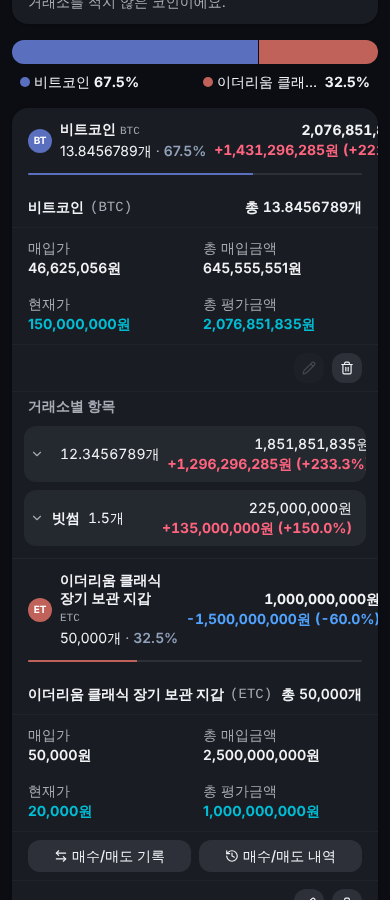 거래소를 적지 않은 코인이에요.
비트코인 67.5%
이더리움 클래... 32.5%
BT
비트코인 BTC
2,076,851,8
13.8456789개 · 67.5%
+1,431,296,285원 (+222
비트코인 (BTC)
총 13.8456789개
매입가
총 매입금액
46,625,056원
645,555,551원
현재가
총 평가금액
150,000,000원
2,076,851,835원
거래소별 항목
12.3456789개
1,851,851,835원
+1,296,296,285원 (+233.3%
빗썸 1.5개
225,000,000원
+135,000,000원 (+150.0%)
ET
이더리움 클래식
장기 보관 지갑
ETC
1,000,000,000원
50,000개 · 32.5%
-1,500,000,000원 (-60.0%)
이더리움 클래식 장기 보관 지갑 (ETC)
총 50,000개
매입가
총 매입금액
50,000원
2,500,000,000원
현재가
총 평가금액
20,000원
1,000,000,000원
매수/매도 기록
매수/매도 내역